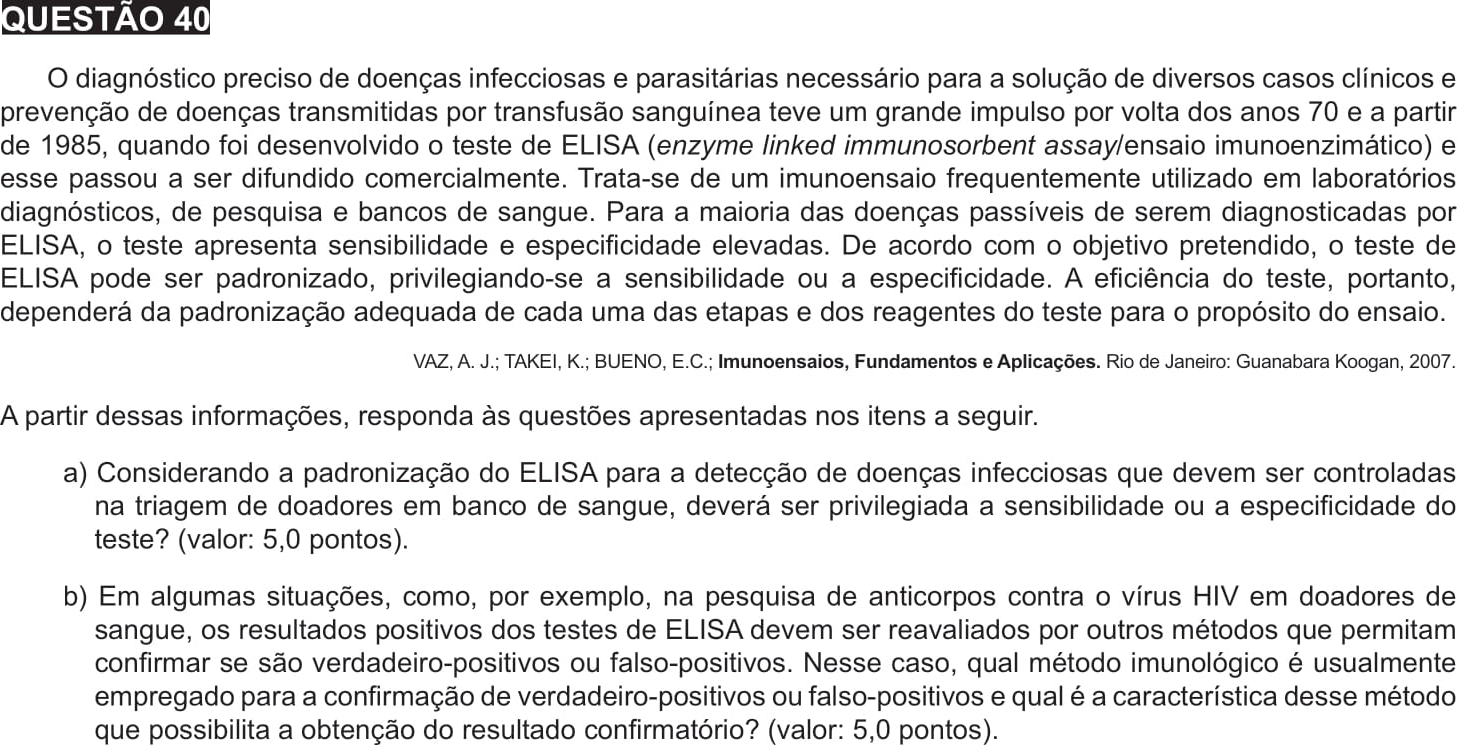 QUESTÃO 40
O diagnóstico preciso de doenças infecciosas e parasitárias necessário para a solução de diversos casos clínicos e
prevenção de doenças transmitidas por transfusão sanguínea teve um grande impulso por volta dos anos 70 e a partir
de 1985, quando foi desenvolvido o teste de ELISA (enzyme linked immunosorbent assay/ensaio imunoenzimático) e
esse passou a ser difundido comercialmente. Trata-se de um imunoensaio frequentemente utilizado em laboratórios
diagnósticos, de pesquisa e bancos de sangue. Para a maioria das doenças passíveis de serem diagnosticadas por
ELISA, o teste apresenta sensibilidade e especificidade elevadas. De acordo com o objetivo pretendido, o teste de
ELISA pode ser padronizado, privilegiando-se a sensibilidade ou a especificidade. A eficiência do teste, portanto,
dependerá da padronização adequada de cada uma das etapas e dos reagentes do teste para o propósito do ensaio.
VAZ, A. J.; TAKEI, K.; BUENO, E.C.; Imunoensaios, Fundamentos e Aplicações. Rio de Janeiro: Guanabara Koogan, 2007.
A partir dessas informações, responda às questões apresentadas nos itens a seguir.
a) Considerando a padronização do ELISA para a detecção de doenças infecciosas que devem ser controladas
na triagem de doadores em banco de sangue, deverá ser privilegiada a sensibilidade ou a especificidade do
teste? (valor: 5,0 pontos).
b) Em algumas situações, como, por exemplo, na pesquisa de anticorpos contra o vírus HIV em doadores de
sangue, os resultados positivos dos testes de ELISA devem ser reavaliados por outros métodos que permitam
confirmar se são verdadeiro-positivos ou falso-positivos. Nesse caso, qual método imunológico é usualmente
empregado para a confirmação de verdadeiro-positivos ou falso-positivos e qual é a característica desse método
que possibilita a obtenção do resultado confirmatório? (valor: 5,0 pontos).